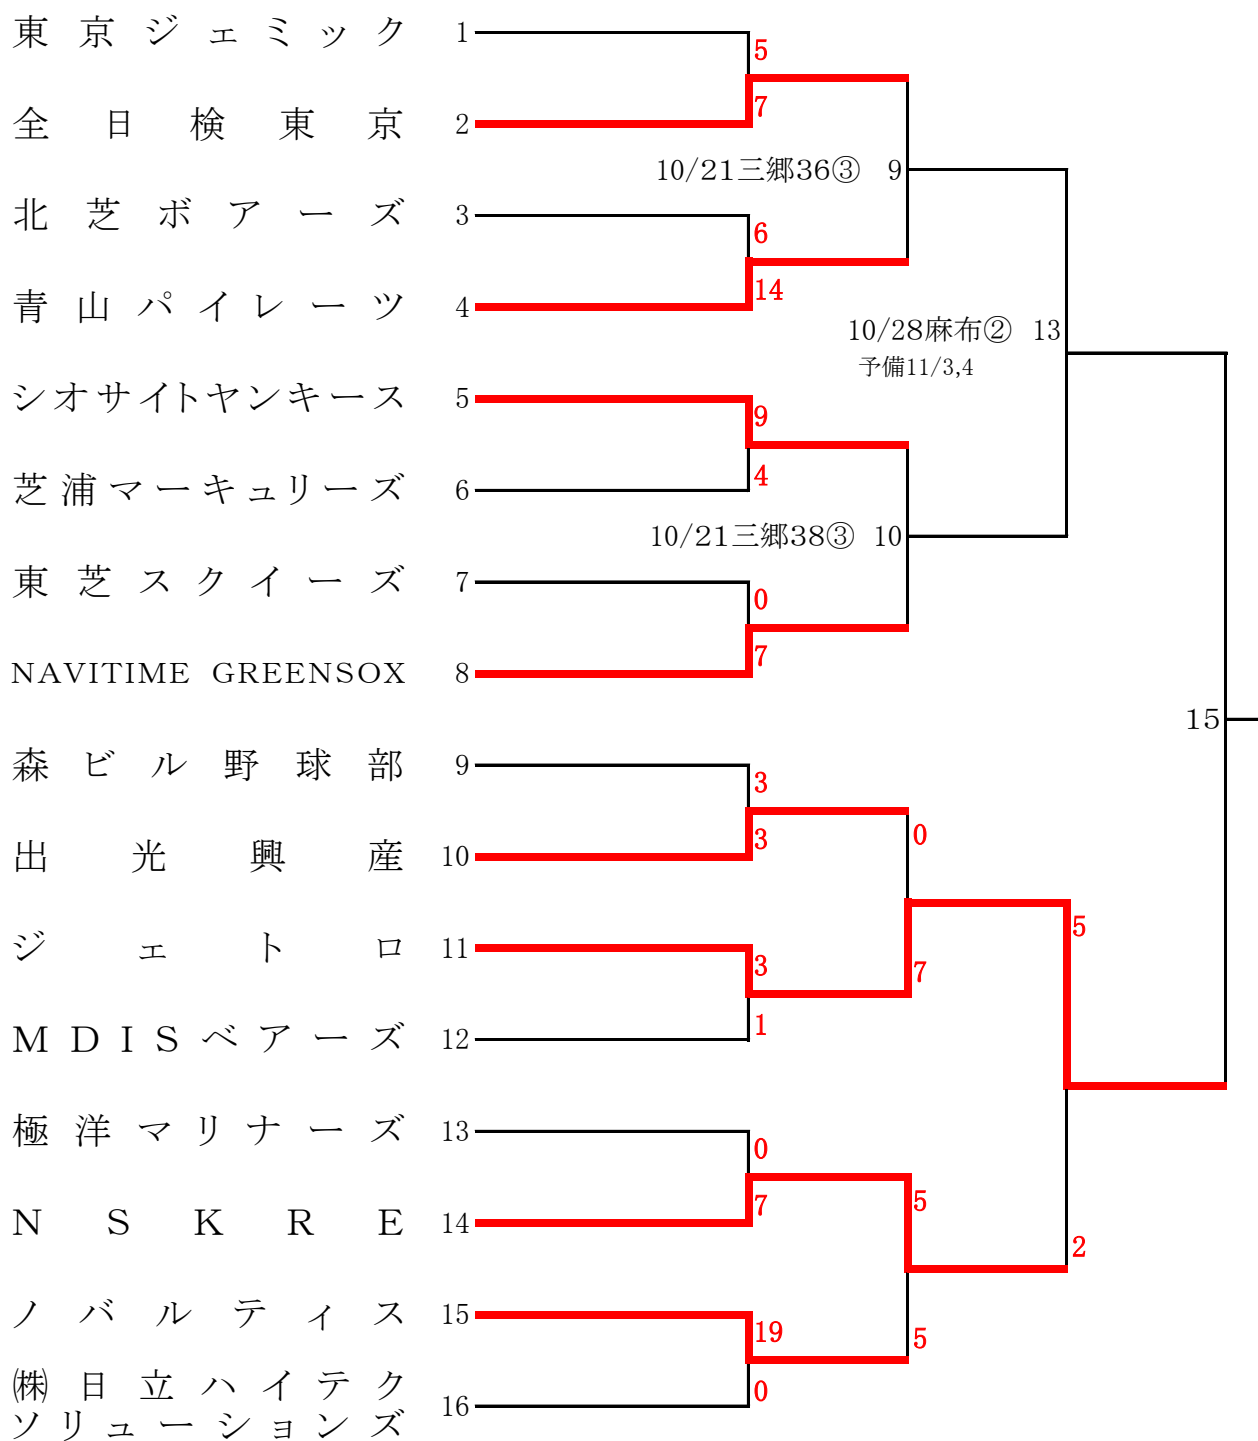 東京ジェミック 1
5
7
全日検東京 2
10/21三郷36③ 9
北芝ボアーズ 3
6
14
青山パイレーツ 4
10/28麻布② 13
予備11/3,4
シオサイトヤンキース 5
9
4
芝浦マーキュリーズ 6
10/21三郷38③ 10
東芝スクイーズ 7
0
7
NAVITIME GREENSOX 8
15
森ビル野球部 9
3
3
0
出光興産 10
5
ジェトロ 11
3
7
1
MDISベアーズ 12
極洋マリナーズ 13
0
7
5
NSKRE 14
2
ノバルティス 15
19
5
0
㈱日立ハイテク
ソリューションズ 16